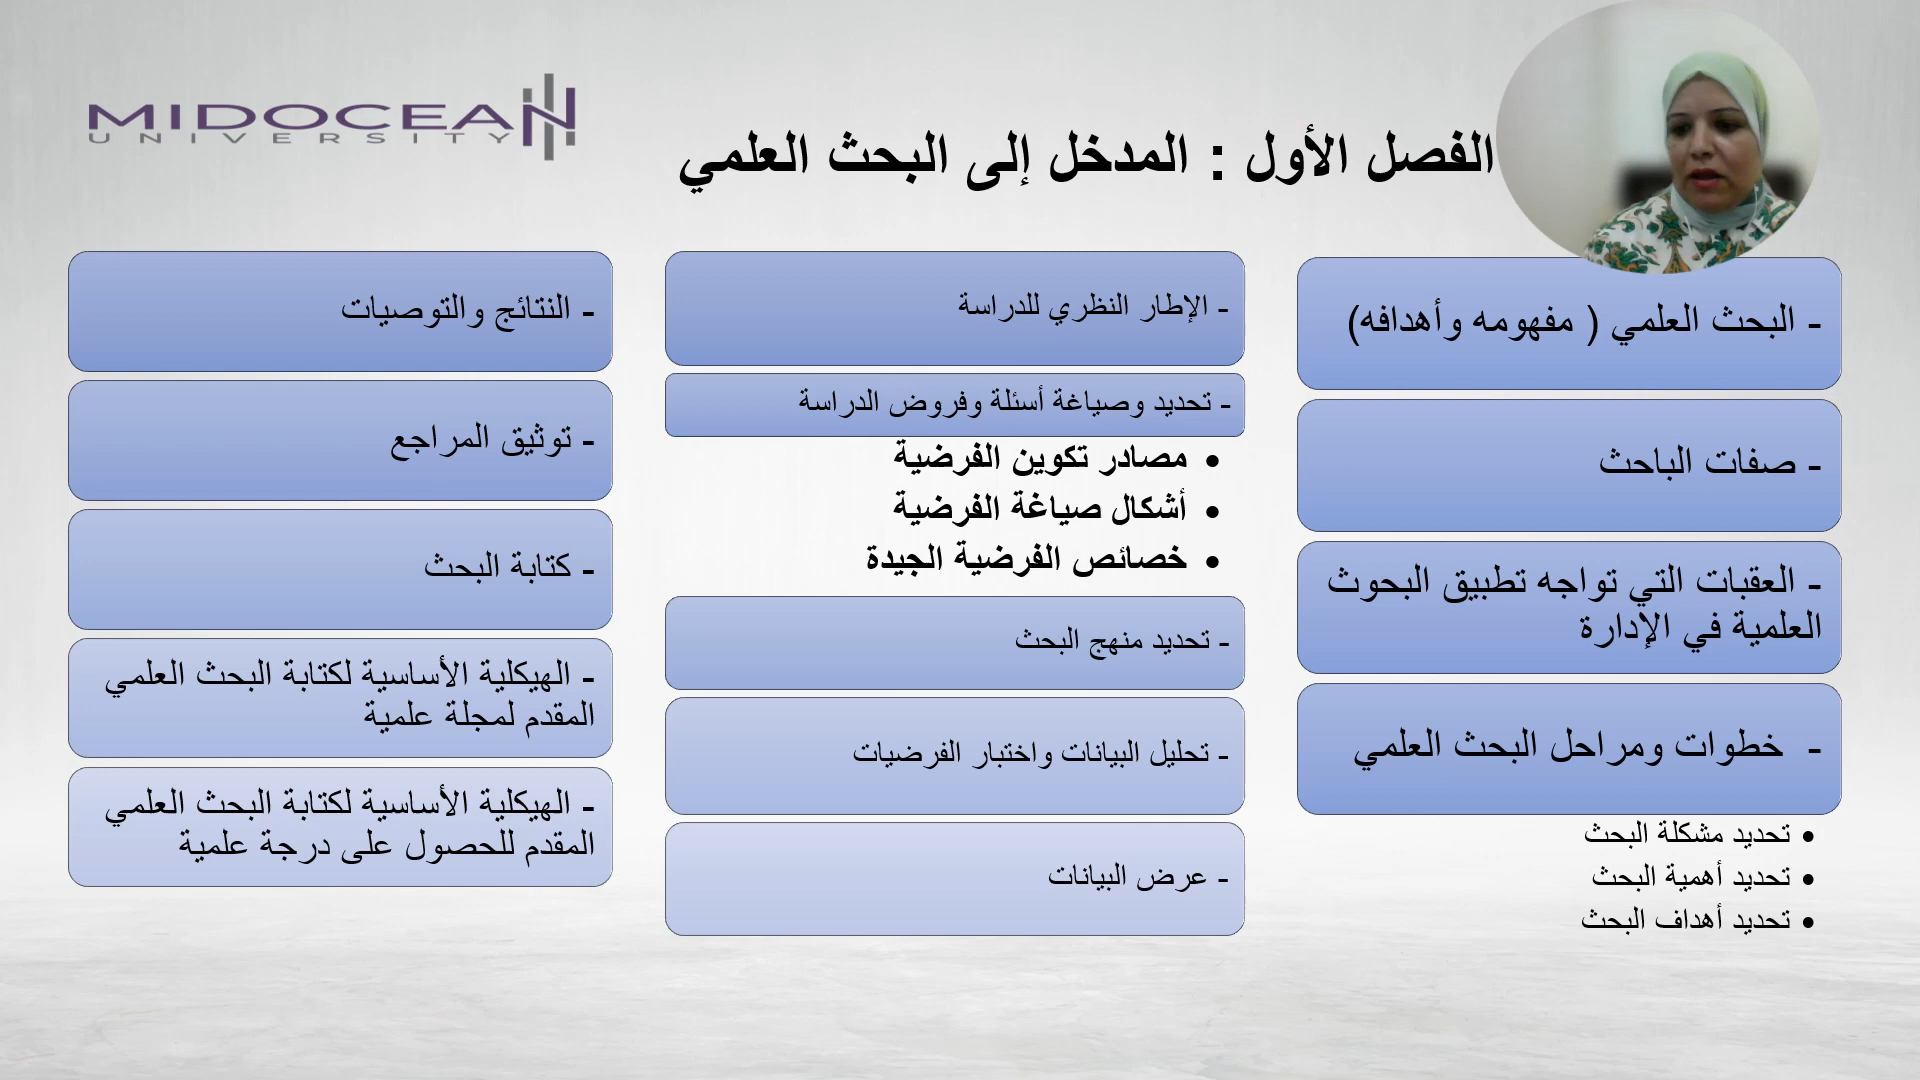 MIDOCEAN
UNIVERSITY
الفصل الأول : المدخل إلى البحث العلمي
- البحث العلمي ( مفهومه وأهدافه)
- صفات الباحث
- العقبات التي تواجه تطبيق البحوث
العلمية في الإدارة
- خطوات ومراحل البحث العلمي
• تحديد مشكلة البحث
• تحديد أهمية البحث
• تحديد أهداف البحث
- الإطار النظري للدراسة
- تحديد وصياغة أسئلة وفروض الدراسة
• مصادر تكوين الفرضية
• أشكال صياغة الفرضية
• خصائص الفرضية الجيدة
- تحديد منهج البحث
- تحليل البيانات واختبار الفرضيات
- عرض البيانات
- النتائج والتوصيات
- توثيق المراجع
- كتابة البحث
- الهيكلية الأساسية لكتابة البحث العلمي
المقدم لمجلة علمية
- الهيكلية الأساسية لكتابة البحث العلمي
المقدم للحصول على درجة علمية